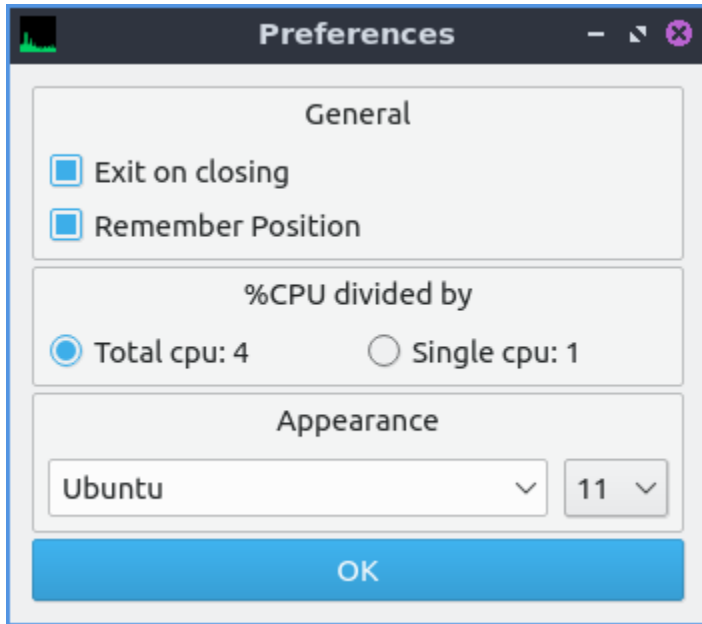 Preferences
General
Exit on closing
Remember Position
%CPU divided by
Total cpu: 4 Single cpu: 1
Appearance
Ubuntu 11
OK